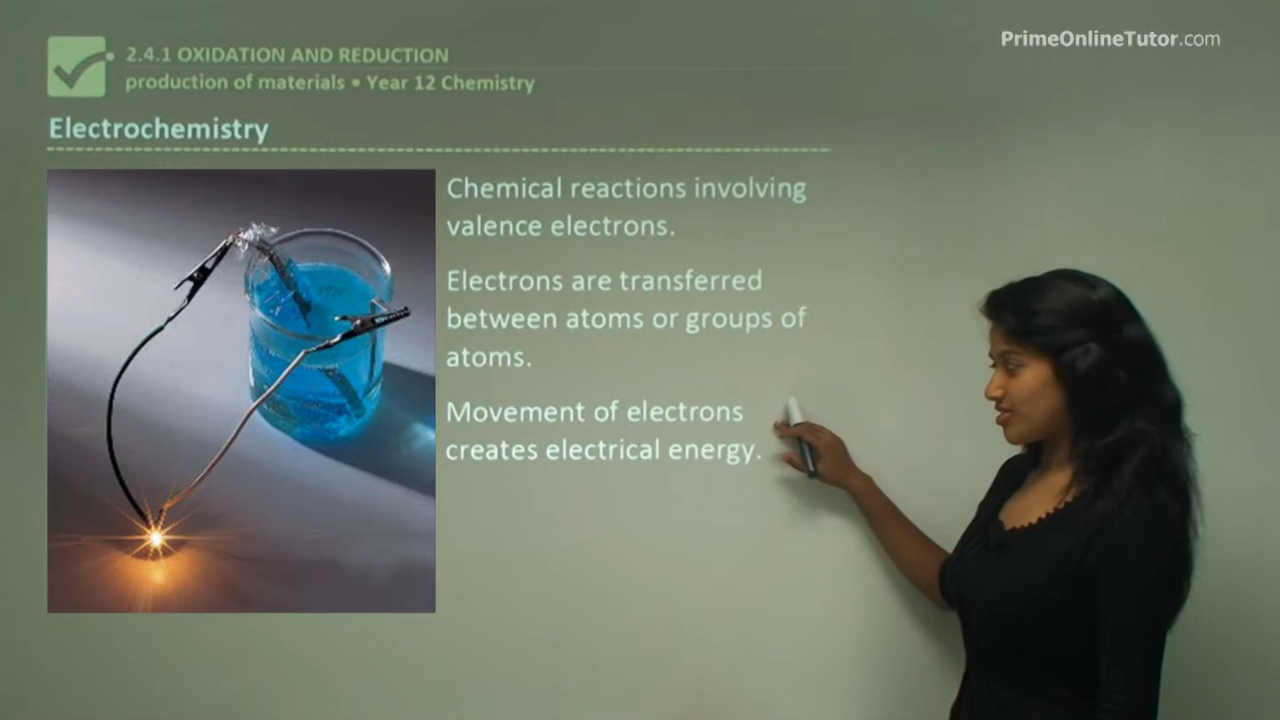 PrimeOnlineTutor.com
2.4.1 OXIDATION AND REDUCTION
production of materials • Year 12 Chemistry
Electrochemistry
Chemical reactions involving
valence electrons.
Electrons are transferred
between atoms or groups of
atoms.
Movement of electrons
creates electrical energy.